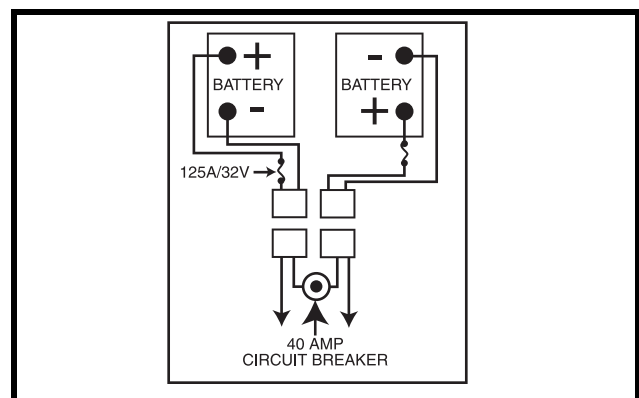 + -
BATTERY BATTERY
- +
125A/32V
40 AMP
CIRCUIT BREAKER